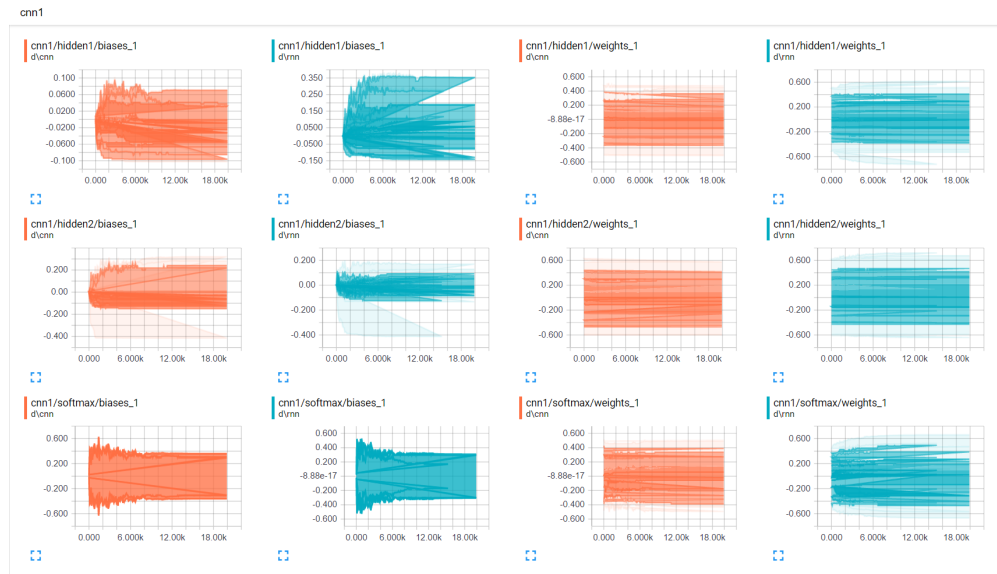 cnn1
cnn1/hidden1/biases_1
d\cnn
0.100
0.0600
0.0200
-0.0200
-0.0600
-0.100
0.000 6.000k 12.00k 18.00k
cnn1/hidden1/biases_1
d\rnn
0.350
0.250
0.150
0.0500
-0.0500
-0.150
0.000 6.000k 12.00k 18.00k
cnn1/hidden1/weights_1
d\cnn
0.600
0.400
0.200
-8.88e-17
-0.200
-0.400
-0.600
0.000 6.000k 12.00k 18.00k
cnn1/hidden1/weights_1
d\rnn
0.600
0.200
-0.200
-0.600
0.000 6.000k 12.00k 18.00k
cnn1/hidden2/biases_1
d\cnn
0.200
0.00
-0.200
-0.400
0.000 6.000k 12.00k 18.00k
cnn1/hidden2/biases_1
d\rnn
0.200
0.00
-0.200
-0.400
0.000 6.000k 12.00k 18.00k
cnn1/hidden2/weights_1
d\cnn
0.600
0.200
-0.200
-0.600
0.000 6.000k 12.00k 18.00k
cnn1/hidden2/weights_1
d\rnn
0.600
0.200
-0.200
-0.600
0.000 6.000k 12.00k 18.00k
cnn1/softmax/biases_1
d\cnn
0.600
0.200
-0.200
-0.600
0.000 6.000k 12.00k 18.00k
cnn1/softmax/biases_1
d\rnn
0.600
0.400
0.200
-8.88e-17
-0.200
-0.400
-0.600
0.000 6.000k 12.00k 18.00k
cnn1/softmax/weights_1
d\cnn
0.600
0.400
0.200
-8.88e-17
-0.200
-0.400
-0.600
0.000 6.000k 12.00k 18.00k
cnn1/softmax/weights_1
d\rnn
0.600
0.200
-0.200
-0.600
0.000 6.000k 12.00k 18.00k